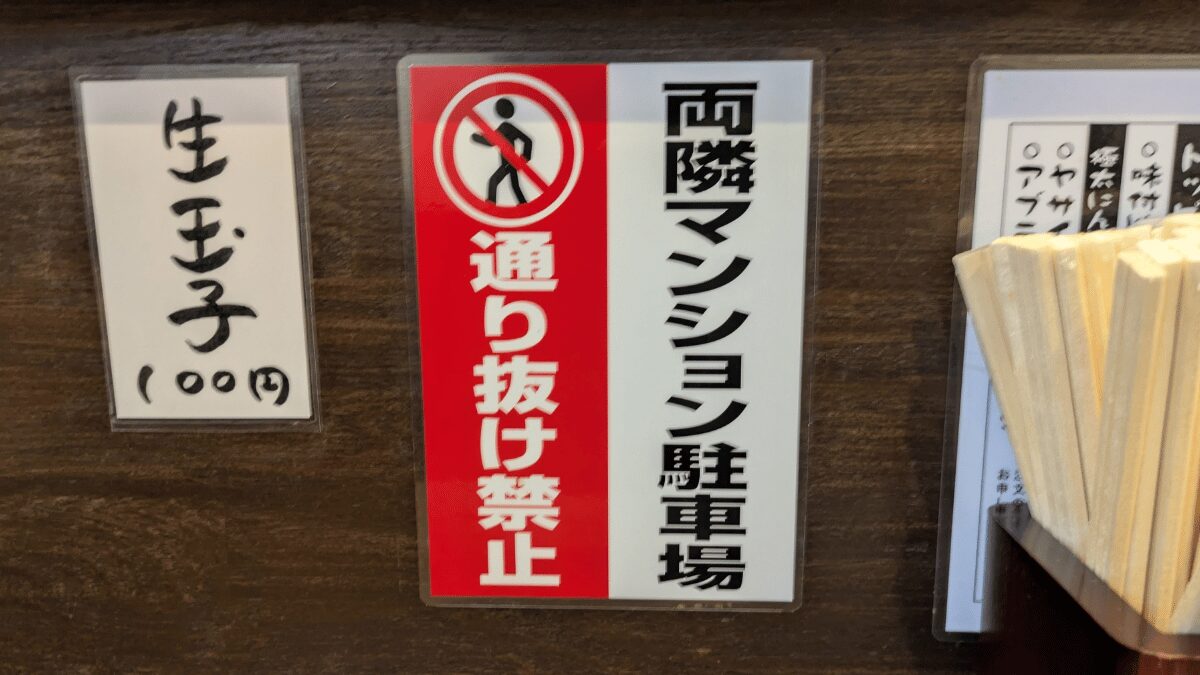 生玉子
100円
両隣マンション駐車場
通り抜け禁止